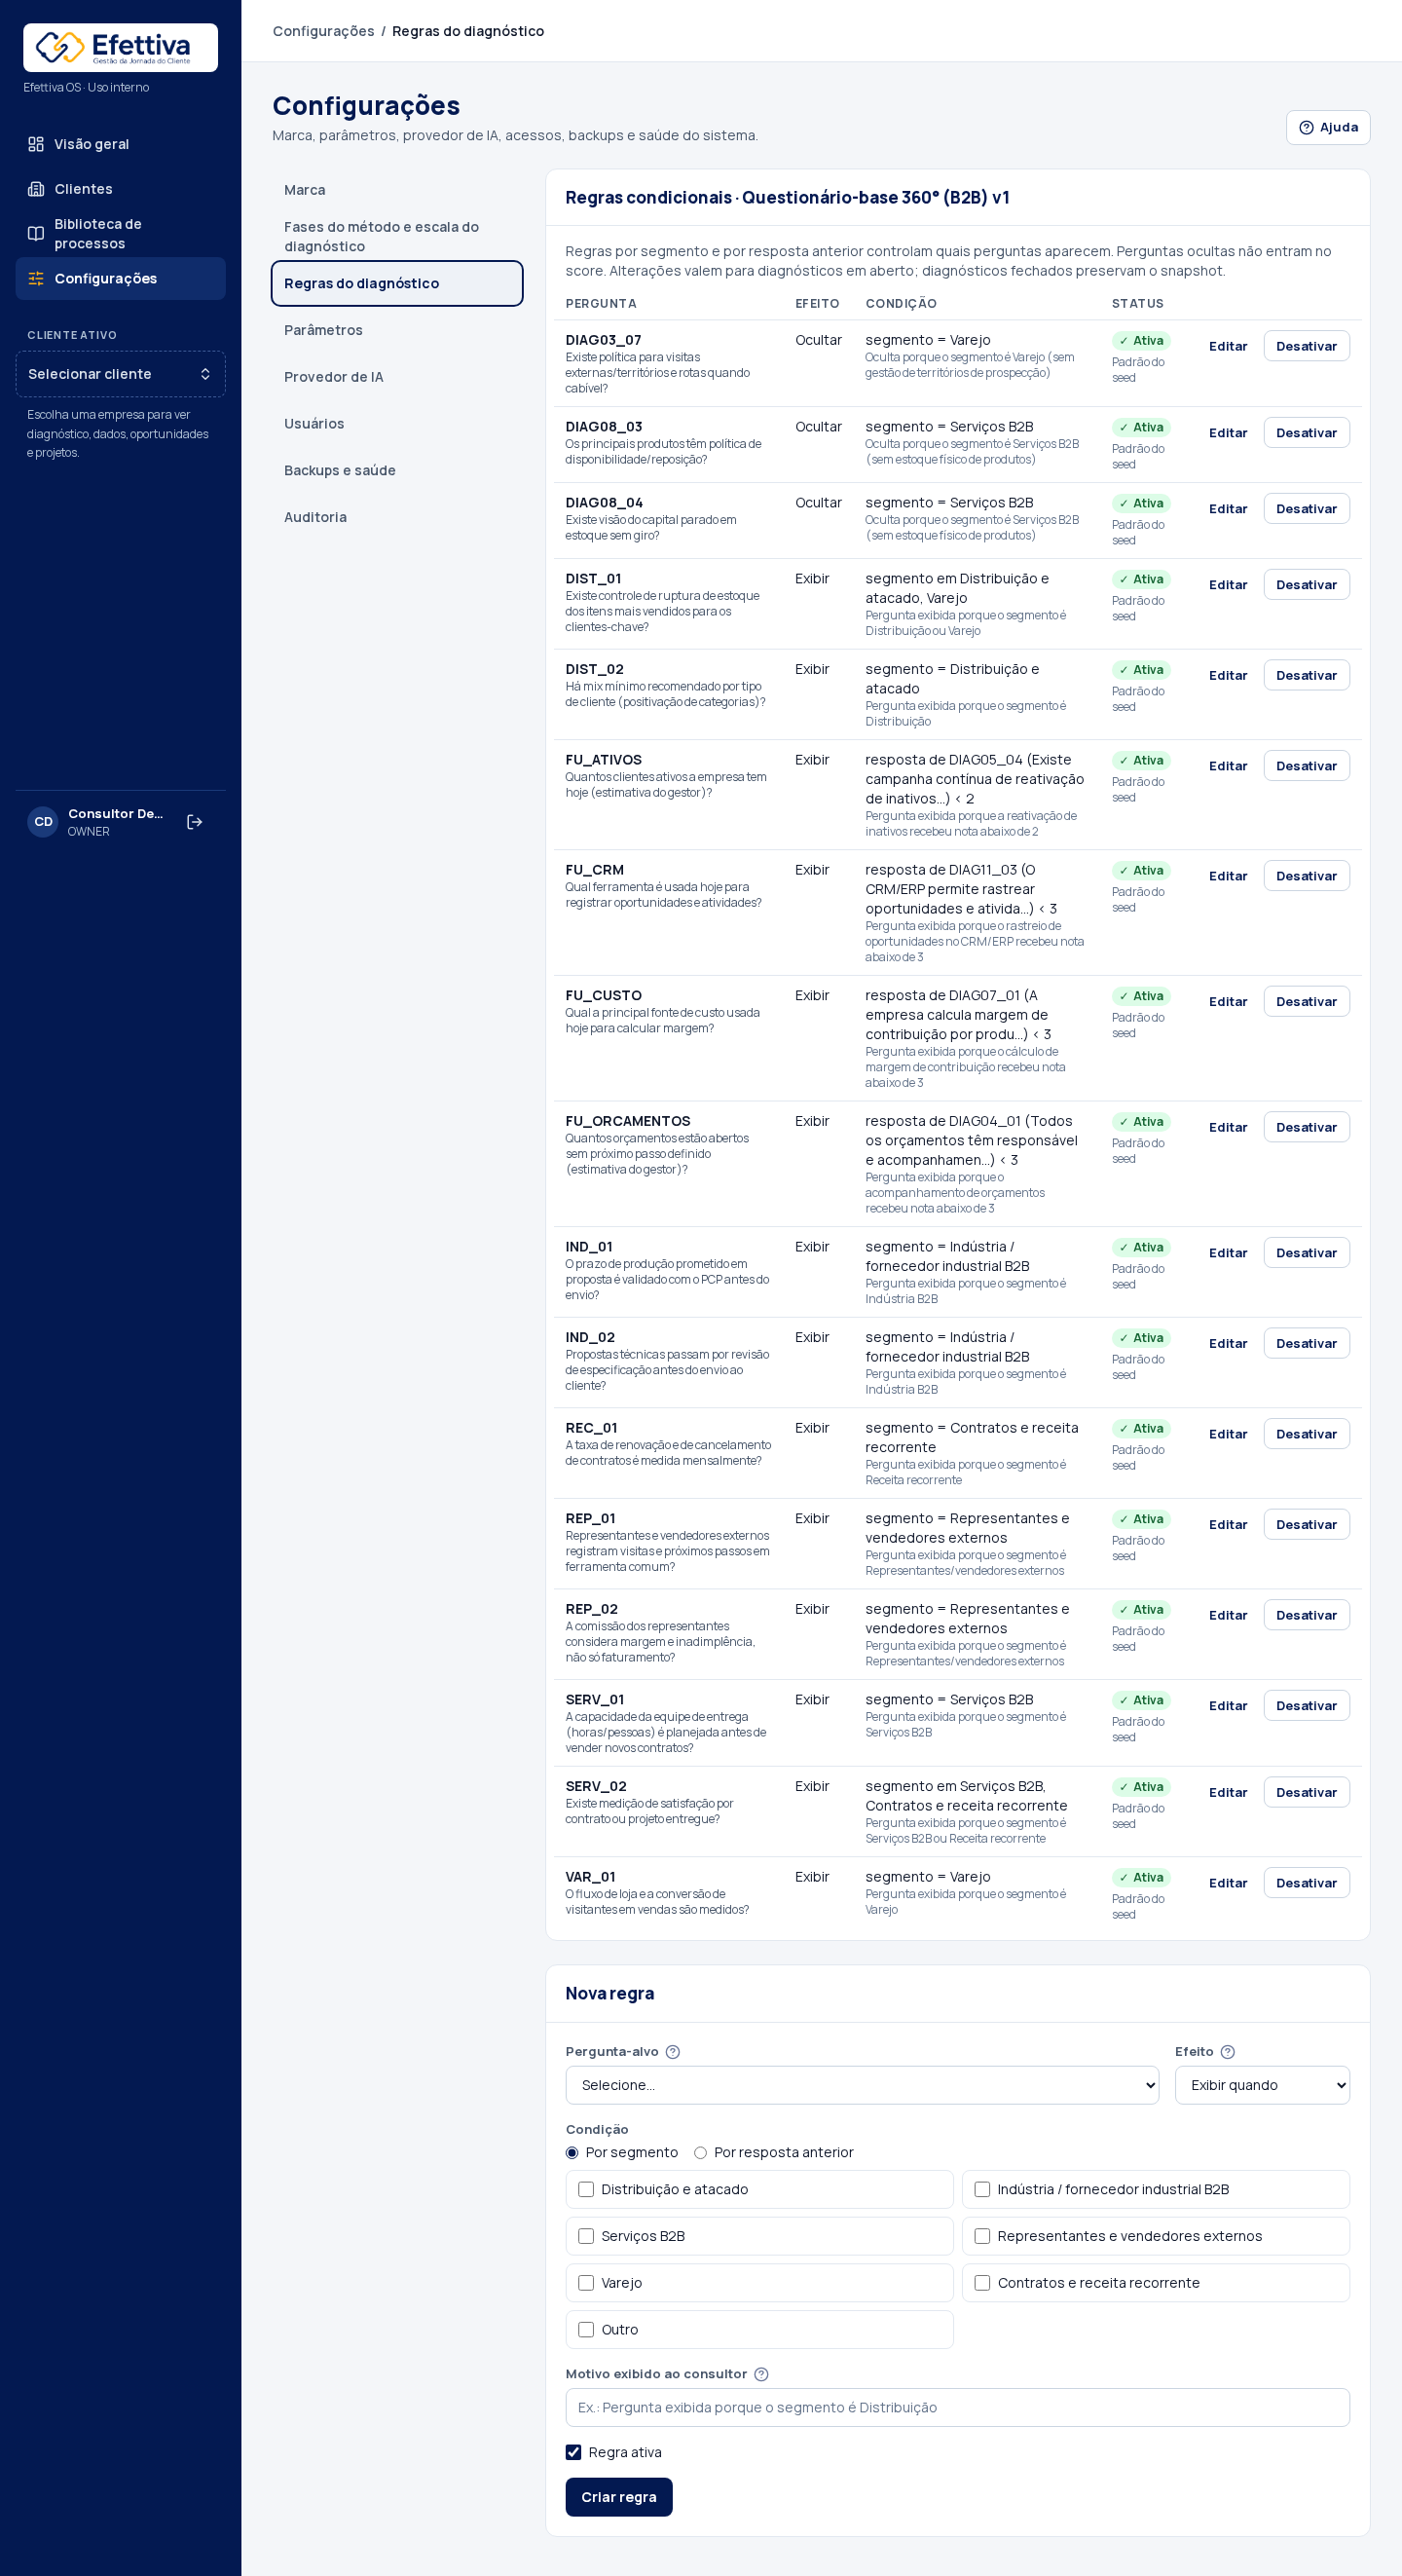 Efettiva
Gestão da Jornada do Cliente
Efettiva OS · Uso interno
Visão geral
Clientes
Biblioteca de
processos
Configurações
CLIENTE ATIVO
Selecionar cliente
Escolha uma empresa para ver
diagnóstico, dados, oportunidades
e projetos.
CD
Consultor De...
OWNER
Configurações / Regras do diagnóstico
Configurações
Marca, parâmetros, provedor de IA, acessos, backups e saúde do sistema.
Ajuda
Marca
Fases do método e escala do
diagnóstico
Regras do diagnóstico
Parâmetros
Provedor de IA
Usuários
Backups e saúde
Auditoria
Regras condicionais · Questionário-base 360° (B2B) v1
Regras por segmento e por resposta anterior controlam quais perguntas aparecem. Perguntas ocultas não entram no
score. Alterações valem para diagnósticos em aberto; diagnósticos fechados preservam o snapshot.
PERGUNTA EFEITO CONDIÇÃO STATUS
DIAG03_07
Existe política para visitas
externas/territórios e rotas quando
cabível?
Ocultar
segmento = Varejo
Oculta porque o segmento é Varejo (sem
gestão de territórios de prospecção)
✓ Ativa
Padrão do
seed
Editar
Desativar
DIAG08_03
Os principais produtos têm política de
disponibilidade/reposição?
Ocultar
segmento = Serviços B2B
Oculta porque o segmento é Serviços B2B
(sem estoque físico de produtos)
✓ Ativa
Padrão do
seed
Editar
Desativar
DIAG08_04
Existe visão do capital parado em
estoque sem giro?
Ocultar
segmento = Serviços B2B
Oculta porque o segmento é Serviços B2B
(sem estoque físico de produtos)
✓ Ativa
Padrão do
seed
Editar
Desativar
DIST_01
Existe controle de ruptura de estoque
dos itens mais vendidos para os
clientes-chave?
Exibir
segmento em Distribuição e
atacado, Varejo
Pergunta exibida porque o segmento é
Distribuição ou Varejo
✓ Ativa
Padrão do
seed
Editar
Desativar
DIST_02
Há mix mínimo recomendado por tipo
de cliente (positivação de categorias)?
Exibir
segmento = Distribuição e
atacado
Pergunta exibida porque o segmento é
Distribuição
✓ Ativa
Padrão do
seed
Editar
Desativar
FU_ATIVOS
Quantos clientes ativos a empresa tem
hoje (estimativa do gestor)?
Exibir
resposta de DIAG05_04 (Existe
campanha contínua de reativação
de inativos...) < 2
Pergunta exibida porque a reativação de
inativos recebeu nota abaixo de 2
✓ Ativa
Padrão do
seed
Editar
Desativar
FU_CRM
Qual ferramenta é usada hoje para
registrar oportunidades e atividades?
Exibir
resposta de DIAG11_03 (O
CRM/ERP permite rastrear
oportunidades e ativida...) < 3
Pergunta exibida porque o rastreio de
oportunidades no CRM/ERP recebeu nota
abaixo de 3
✓ Ativa
Padrão do
seed
Editar
Desativar
FU_CUSTO
Qual a principal fonte de custo usada
hoje para calcular margem?
Exibir
resposta de DIAG07_01 (A
empresa calcula margem de
contribuição por produ...) < 3
Pergunta exibida porque o cálculo de
margem de contribuição recebeu nota
abaixo de 3
✓ Ativa
Padrão do
seed
Editar
Desativar
FU_ORCAMENTOS
Quantos orçamentos estão abertos
sem próximo passo definido
(estimativa do gestor)?
Exibir
resposta de DIAG04_01 (Todos
os orçamentos têm responsável
e acompanhamen...) < 3
Pergunta exibida porque o
acompanhamento de orçamentos
recebeu nota abaixo de 3
✓ Ativa
Padrão do
seed
Editar
Desativar
IND_01
O prazo de produção prometido em
proposta é validado com o PCP antes do
envio?
Exibir
segmento = Indústria /
fornecedor industrial B2B
Pergunta exibida porque o segmento é
Indústria B2B
✓ Ativa
Padrão do
seed
Editar
Desativar
IND_02
Propostas técnicas passam por revisão
de especificação antes do envio ao
cliente?
Exibir
segmento = Indústria /
fornecedor industrial B2B
Pergunta exibida porque o segmento é
Indústria B2B
✓ Ativa
Padrão do
seed
Editar
Desativar
REC_01
A taxa de renovação e de cancelamento
de contratos é medida mensalmente?
Exibir
segmento = Contratos e receita
recorrente
Pergunta exibida porque o segmento é
Receita recorrente
✓ Ativa
Padrão do
seed
Editar
Desativar
REP_01
Representantes e vendedores externos
registram visitas e próximos passos em
ferramenta comum?
Exibir
segmento = Representantes e
vendedores externos
Pergunta exibida porque o segmento é
Representantes/vendedores externos
✓ Ativa
Padrão do
seed
Editar
Desativar
REP_02
A comissão dos representantes
considera margem e inadimplência,
não só faturamento?
Exibir
segmento = Representantes e
vendedores externos
Pergunta exibida porque o segmento é
Representantes/vendedores externos
✓ Ativa
Padrão do
seed
Editar
Desativar
SERV_01
A capacidade da equipe de entrega
(horas/pessoas) é planejada antes de
vender novos contratos?
Exibir
segmento = Serviços B2B
Pergunta exibida porque o segmento é
Serviços B2B
✓ Ativa
Padrão do
seed
Editar
Desativar
SERV_02
Existe medição de satisfação por
contrato ou projeto entregue?
Exibir
segmento em Serviços B2B,
Contratos e receita recorrente
Pergunta exibida porque o segmento é
Serviços B2B ou Receita recorrente
✓ Ativa
Padrão do
seed
Editar
Desativar
VAR_01
O fluxo de loja e a conversão de
visitantes em vendas são medidos?
Exibir
segmento = Varejo
Pergunta exibida porque o segmento é
Varejo
✓ Ativa
Padrão do
seed
Editar
Desativar
Nova regra
Pergunta-alvo
Efeito
Selecione...
Exibir quando
Condição
Por segmento
Por resposta anterior
Distribuição e atacado
Indústria / fornecedor industrial B2B
Serviços B2B
Representantes e vendedores externos
Varejo
Contratos e receita recorrente
Outro
Motivo exibido ao consultor
Ex.: Pergunta exibida porque o segmento é Distribuição
Regra ativa
Criar regra